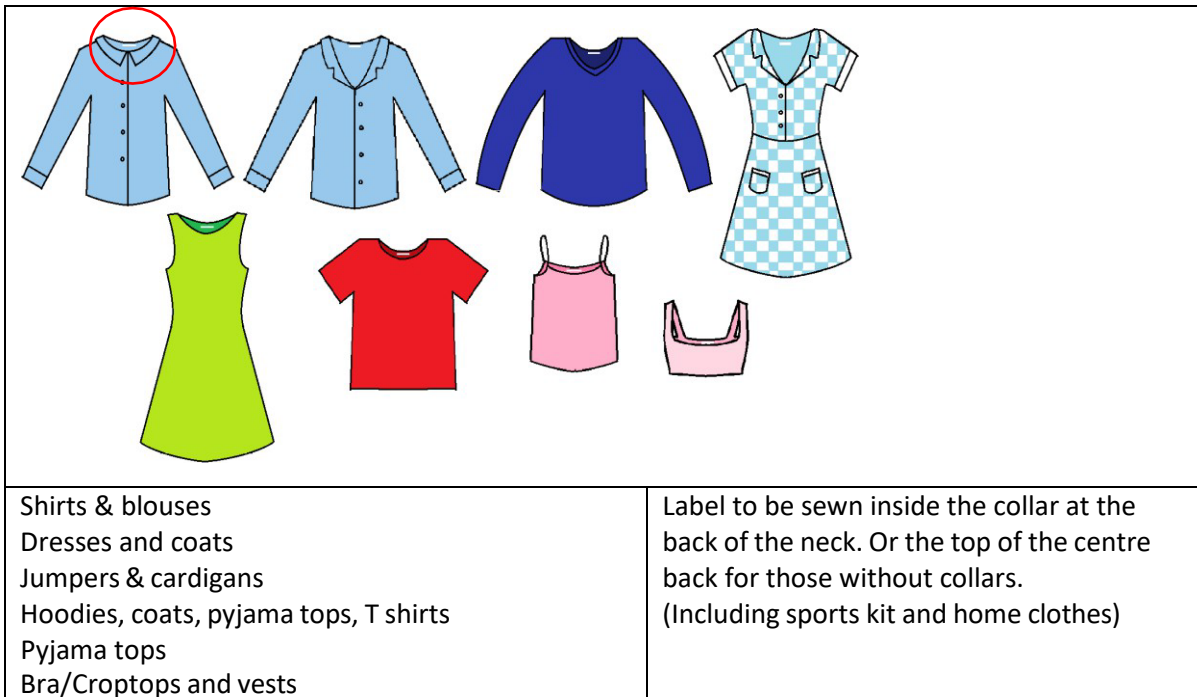 Shirts & blouses
Dresses and coats
Jumpers & cardigans
Hoodies, coats, pyjama tops, T shirts
Pyjama tops
Bra/Croptops and vests
Label to be sewn inside the collar at the
back of the neck. Or the top of the centre
back for those without collars.
(Including sports kit and home clothes)